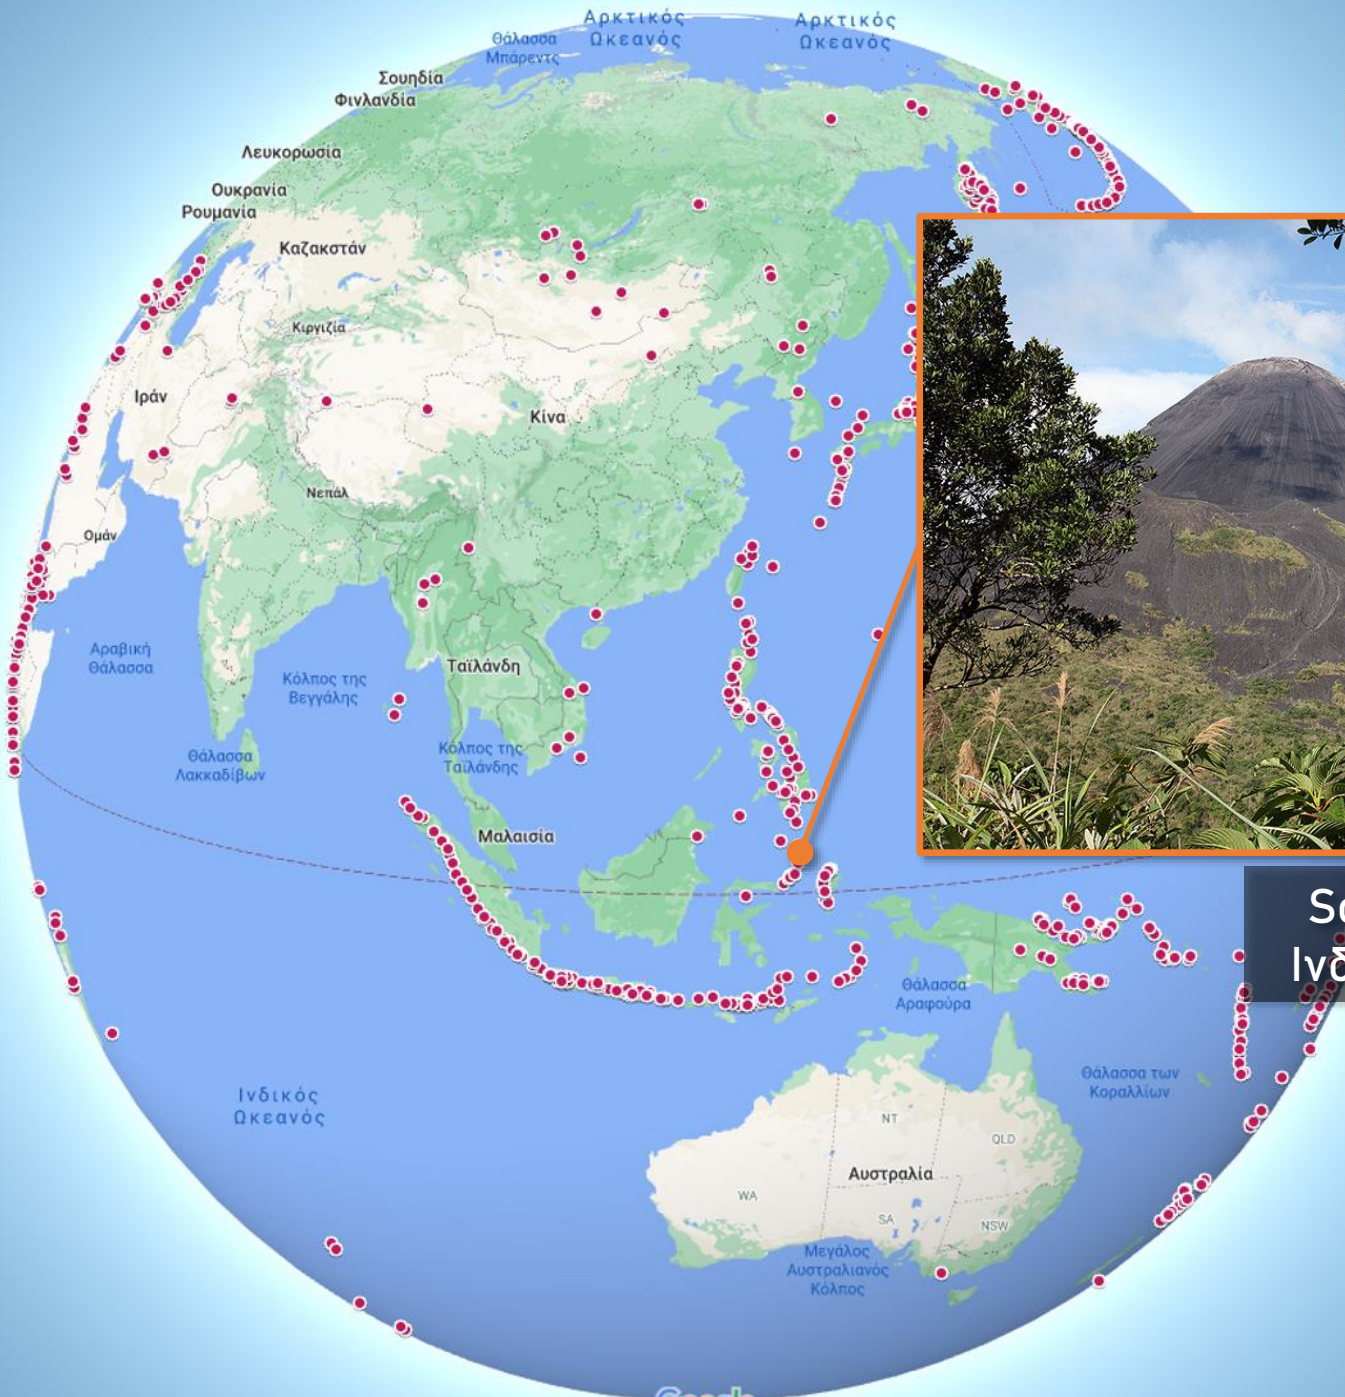 Αρκτικός
Ωκεανός
Αρκτικός
Ωκεανός
Θάλασσα
Μπάρεντς
Σουηδία
Φινλανδία
Λευκορωσία
Ουκρανία
Ρουμανία
Καζακστάν
Κιργιζία
Ιράν
Κίνα
Νεπάλ
Ομάν
Αραβική
Θάλασσα
Κόλπος της
Βεγγάλης
Ταϊλάνδη
Θάλασσα
Λακκαδίβων
Κόλπος της
Ταϊλάνδης
Μαλαισία
Θάλασσα
Αραφούρα
Ινδικός
Ωκεανός
Θάλασσα των
Κοραλλίων
NT
QLD
Αυστραλία
WA
SA
NSW
Μεγάλος
Αυστραλιανός
Κόλπος